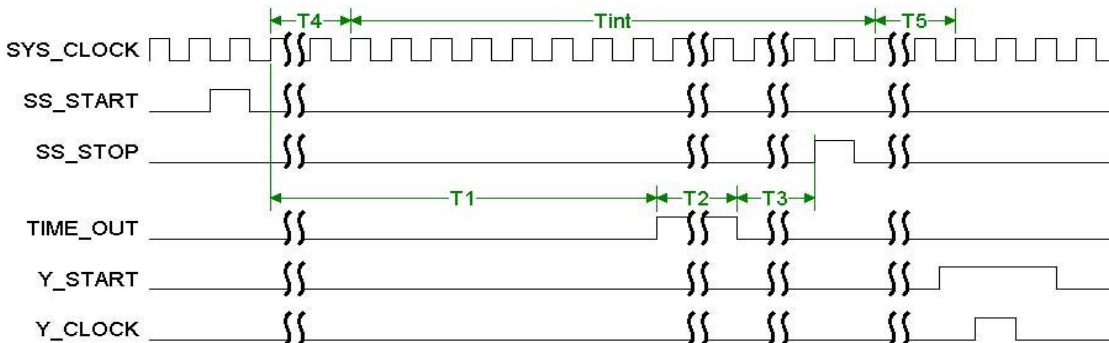 T4 Tint T5
SYS_CLOCK
SS_START
SS_STOP
T1 T2 T3
TIME_OUT
Y_START
Y_CLOCK